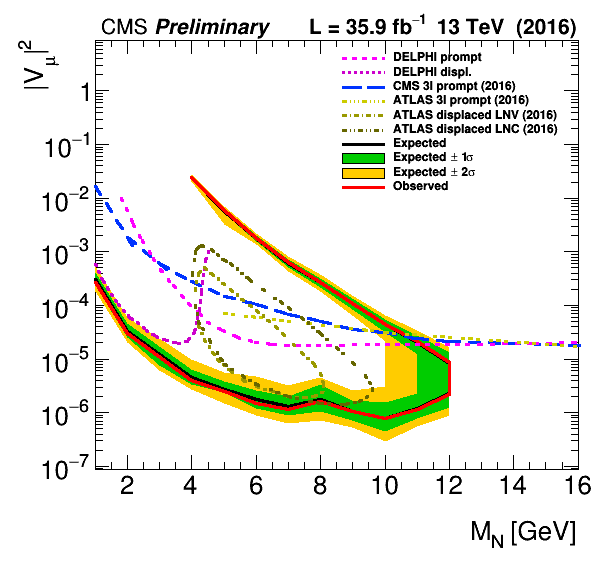 CMS Preliminary L = 35.9 fb⁻¹ 13 TeV (2016)
|V_μ|²
DELPHI prompt
DELPHI displ.
CMS 3l prompt (2016)
ATLAS 3l prompt (2016)
ATLAS displaced LNV (2016)
ATLAS displaced LNC (2016)
Expected
Expected ± 1σ
Expected ± 2σ
Observed
1
10⁻¹
10⁻²
10⁻³
10⁻⁴
10⁻⁵
10⁻⁶
10⁻⁷
2 4 6 8 10 12 14 16
M_N [GeV]